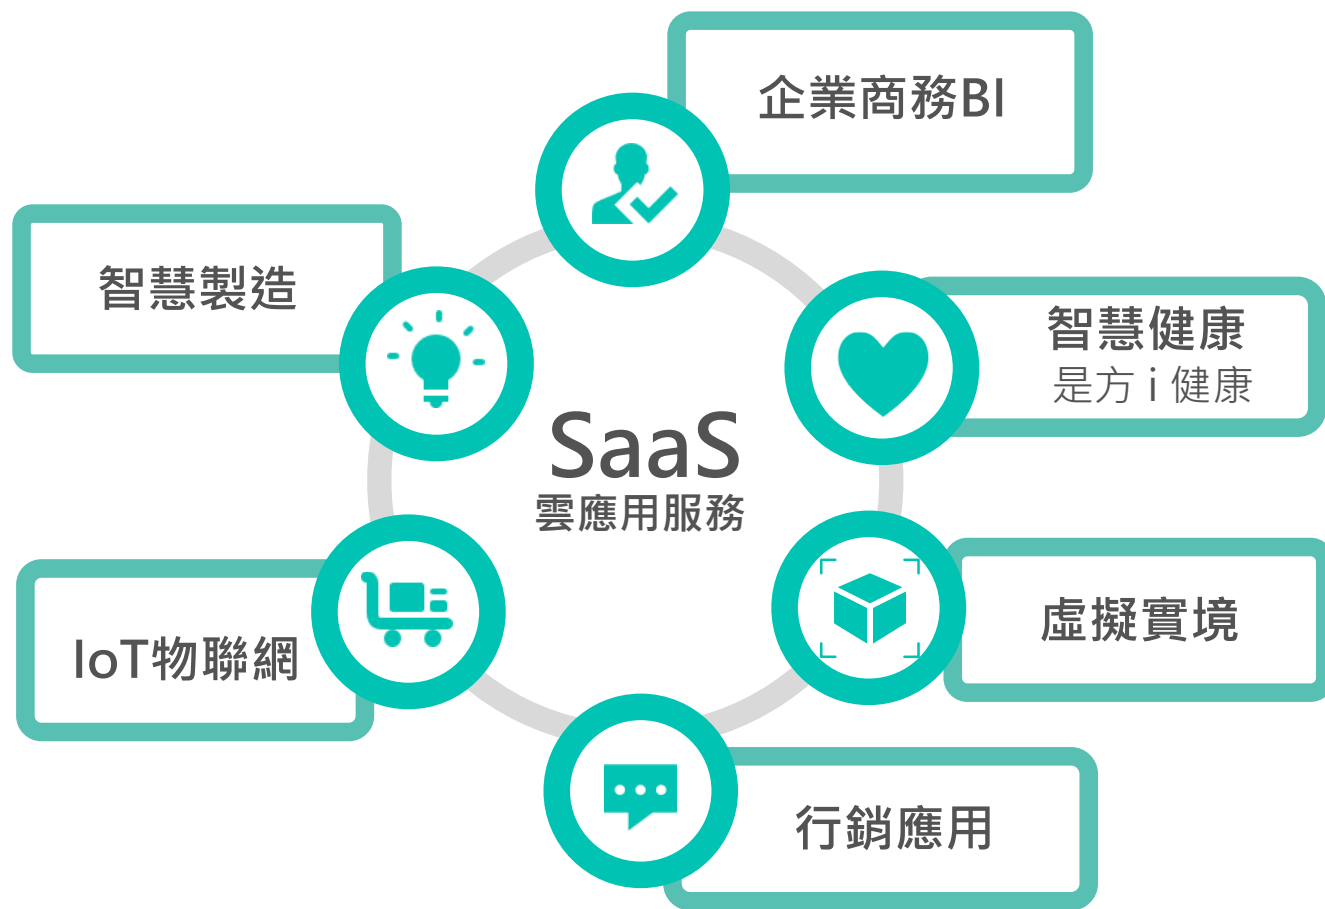 企業商務BI
智慧製造
智慧健康
是方 i 健康
SaaS
雲應用服務
IoT物聯網
虛擬實境
行銷應用